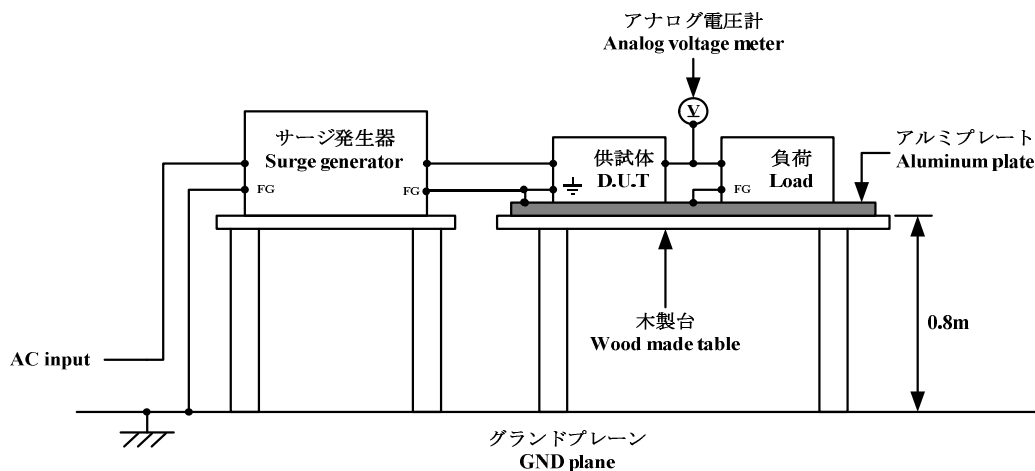 アナログ電圧計
Analog voltage meter
V
サージ発生器
Surge generator
FG
FG
供試体
D.U.T
負荷
Load
FG
アルミプレート
Aluminum plate
木製台
Wood made table
0.8m
AC input
グランドプレーン
GND plane